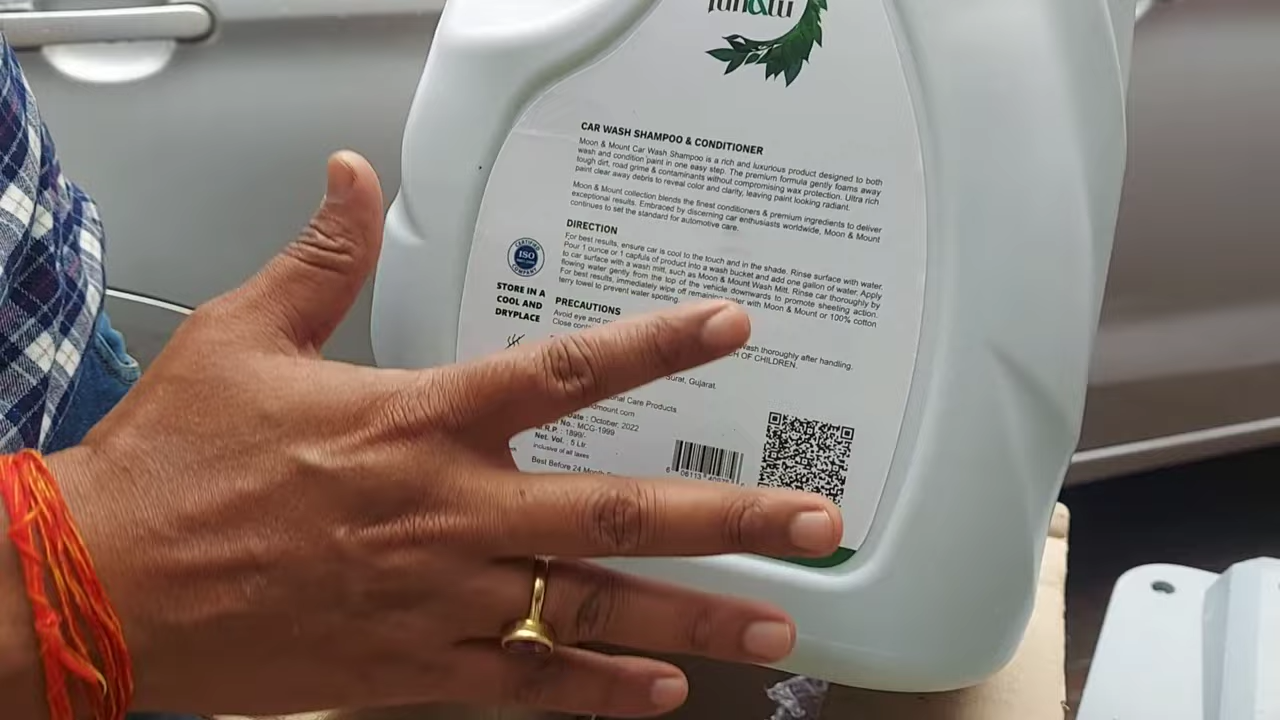 CAR WASH SHAMPOO & CONDITIONER
Moon & Mount Car Wash Shampoo is a rich and luxurious product designed to both
wash and condition paint in one easy step. The premium formula gently foams away
tough dirt, road grime & contaminants without compromising wax protection. Ultra rich
paint clear away debris to reveal color and clarity, leaving paint looking radiant.
Moon & Mount collection blends the finest conditioners & premium ingredients to deliver
exceptional results. Embraced by discerning car enthusiasts worldwide, Moon & Mount
continues to set the standard for automotive care.
DIRECTION
For best results, ensure car is cool to the touch and in the shade. Rinse surface with water.
Pour 1 ounce or 1 capfuls of product into a wash bucket and add one gallon of water. Apply
to car surface with a wash mitt, such as Moon & Mount Wash Mitt. Rinse car thoroughly by
flowing water gently from the top of the vehicle downwards to promote sheeting action.
For best results, immediately wipe off remaining water with Moon & Mount or 100% cotton
terry towel to prevent water spotting.
CERTIFIED
ISO
COMPANY
STORE IN A
COOL AND
DRYPLACE
PRECAUTIONS
Avoid eye and
wash thoroughly after handling.
OF CHILDREN.
Surat, Gujarat,
Care Products
Date : October, 2022
No.: MCG-1999
M.R.P. : 1899/-
Net. Vol. : 5 Ltr
inclusive of all taxes
Best Before 24 Month